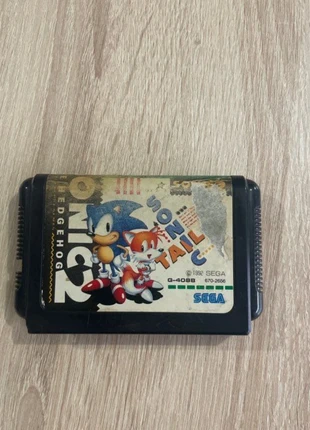 ONIC 2
HEDGEHOG
SONIC
TAIL
© 1992 SEGA
G-4088
670-2656
SEGA